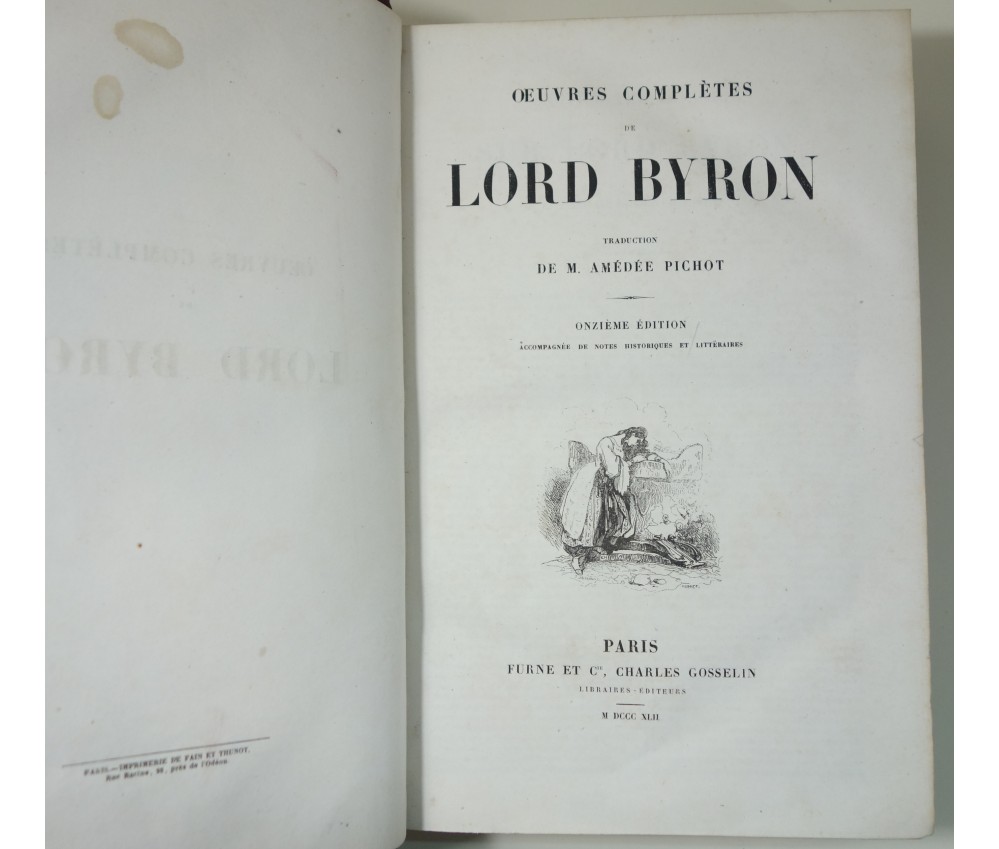 PARIS.—IMPRIMERIE DE FAIN ET THUNOT,
Rue Racine, 28, près de l'Odéon
OEUVRES COMPLÈTES
DE
LORD BYRON
TRADUCTION
DE M. AMÉDÉE PICHOT
ONZIÈME ÉDITION
ACCOMPAGNÉE DE NOTES HISTORIQUES ET LITTÉRAIRES
PARIS
FURNE ET Cie, CHARLES GOSSELIN
LIBRAIRES-ÉDITEURS
M DCCC XLII